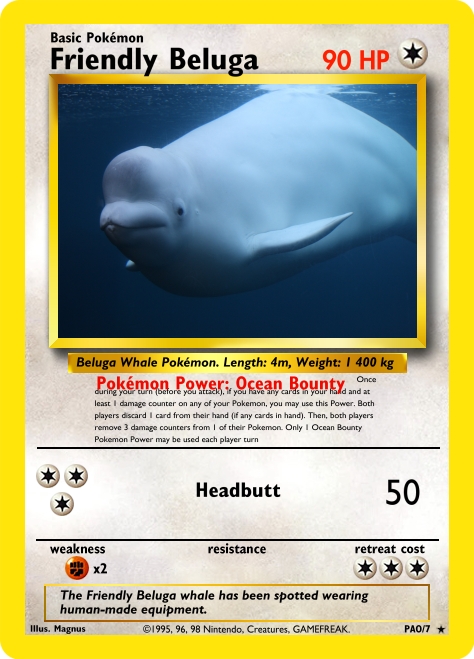 Basic Pokémon
Friendly Beluga 90 HP
Beluga Whale Pokémon. Length: 4m, Weight: 1 400 kg
Pokémon Power: Ocean Bounty Once
during your turn (before you attack), if you have any cards in your hand and at
least 1 damage counter on any of your Pokemon, you may use this Power. Both
players discard 1 card from their hand (if any cards in hand). Then, both players
remove 3 damage counters from 1 of their Pokemon. Only 1 Ocean Bounty
Pokemon Power may be used each player turn
Headbutt 50
weakness resistance retreat cost
x2
The Friendly Beluga whale has been spotted wearing
human-made equipment.
Illus. Magnus ©1995, 96, 98 Nintendo, Creatures, GAMEFREAK. PAO/7